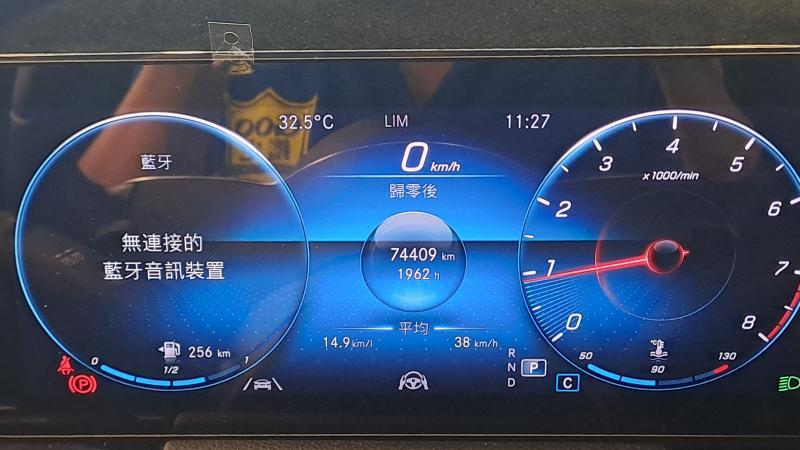 32.5°C LIM 11:27
藍牙
無連接的
藍牙音訊裝置
256 km
0 1/2 1
0 km/h
歸零後
74409 km
1962 h
平均
14.9 km/l 38 km/h
R
N
D
P
C
x1000/min
0 1 2 3 4 5 6 7 8
°C
50 90 130